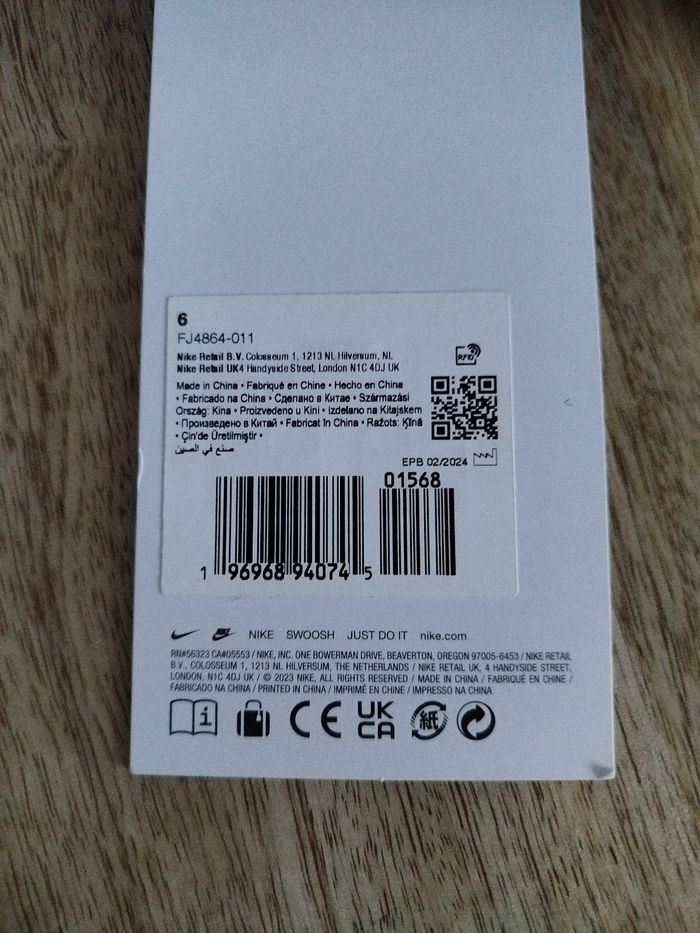 6
FJ4864-011
Nike Retail B.V. Colosseum 1, 1213 NL Hilversum, NL
Nike Retail UK4 Handyside Street, London N1C 4DJ UK
RFID
Made in China • Fabriqué en Chine • Hecho en China
• Fabricado na China • Сделано в Китае • Származási
Ország: Kína • Proizvedeno u Kini • Izdelano na Kitajskem
• Произведено в Китай • Fabricat în China • Ražots: Ķīnā
• Çin'de Üretilmiştir •
صنع في الصين
EPB 02/2024
01568
1 96968 94074 5
NIKE SWOOSH JUST DO IT nike.com
RN#56323 CA#05553 / NIKE, INC. ONE BOWERMAN DRIVE, BEAVERTON, OREGON 97005-6453 / NIKE RETAIL
B.V., COLOSSEUM 1, 1213 NL HILVERSUM, THE NETHERLANDS / NIKE RETAIL UK, 4 HANDYSIDE STREET,
LONDON, N1C 4DJ UK / © 2023 NIKE, ALL RIGHTS RESERVED / MADE IN CHINA / FABRIQUÉ EN CHINE /
FABRICADO NA CHINA / PRINTED IN CHINA / IMPRIMÉ EN CHINE / IMPRESSO NA CHINA
i CE UK CA 紙